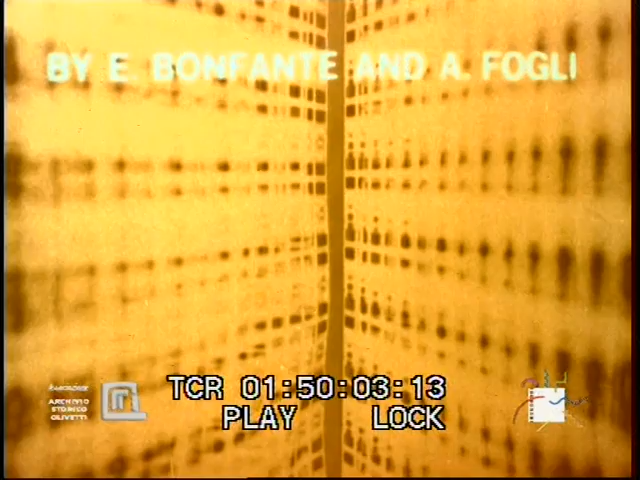 BY E. BONFANTE AND A. FOGLI
TCR 01:50:03:13
PLAY LOCK
ARCHIVIO
STORICO
OLIVETTI